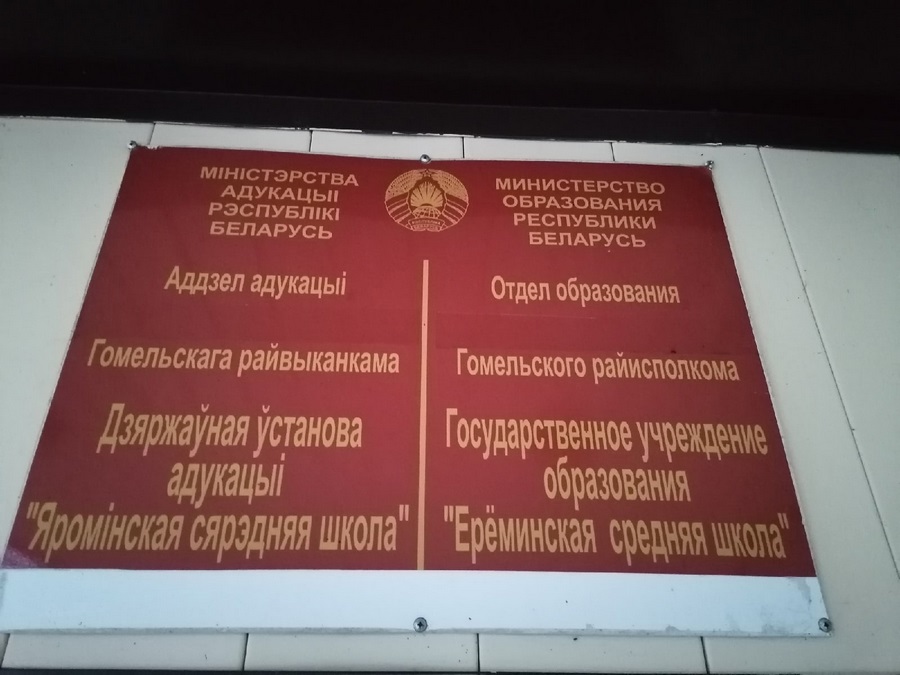 МІНІСТЭРСТВА
АДУКАЦЫІ
РЭСПУБЛІКІ
БЕЛАРУСЬ
Аддзел адукацыі
Гомельскага райвыканкама
Дзяржаўная ўстанова
адукацыі
"Яромінская сярэдняя школа"
МИНИСТЕРСТВО
ОБРАЗОВАНИЯ
РЕСПУБЛИКИ
БЕЛАРУСЬ
Отдел образования
Гомельского райисполкома
Государственное учреждение
образования
"Ерёминская средняя школа"